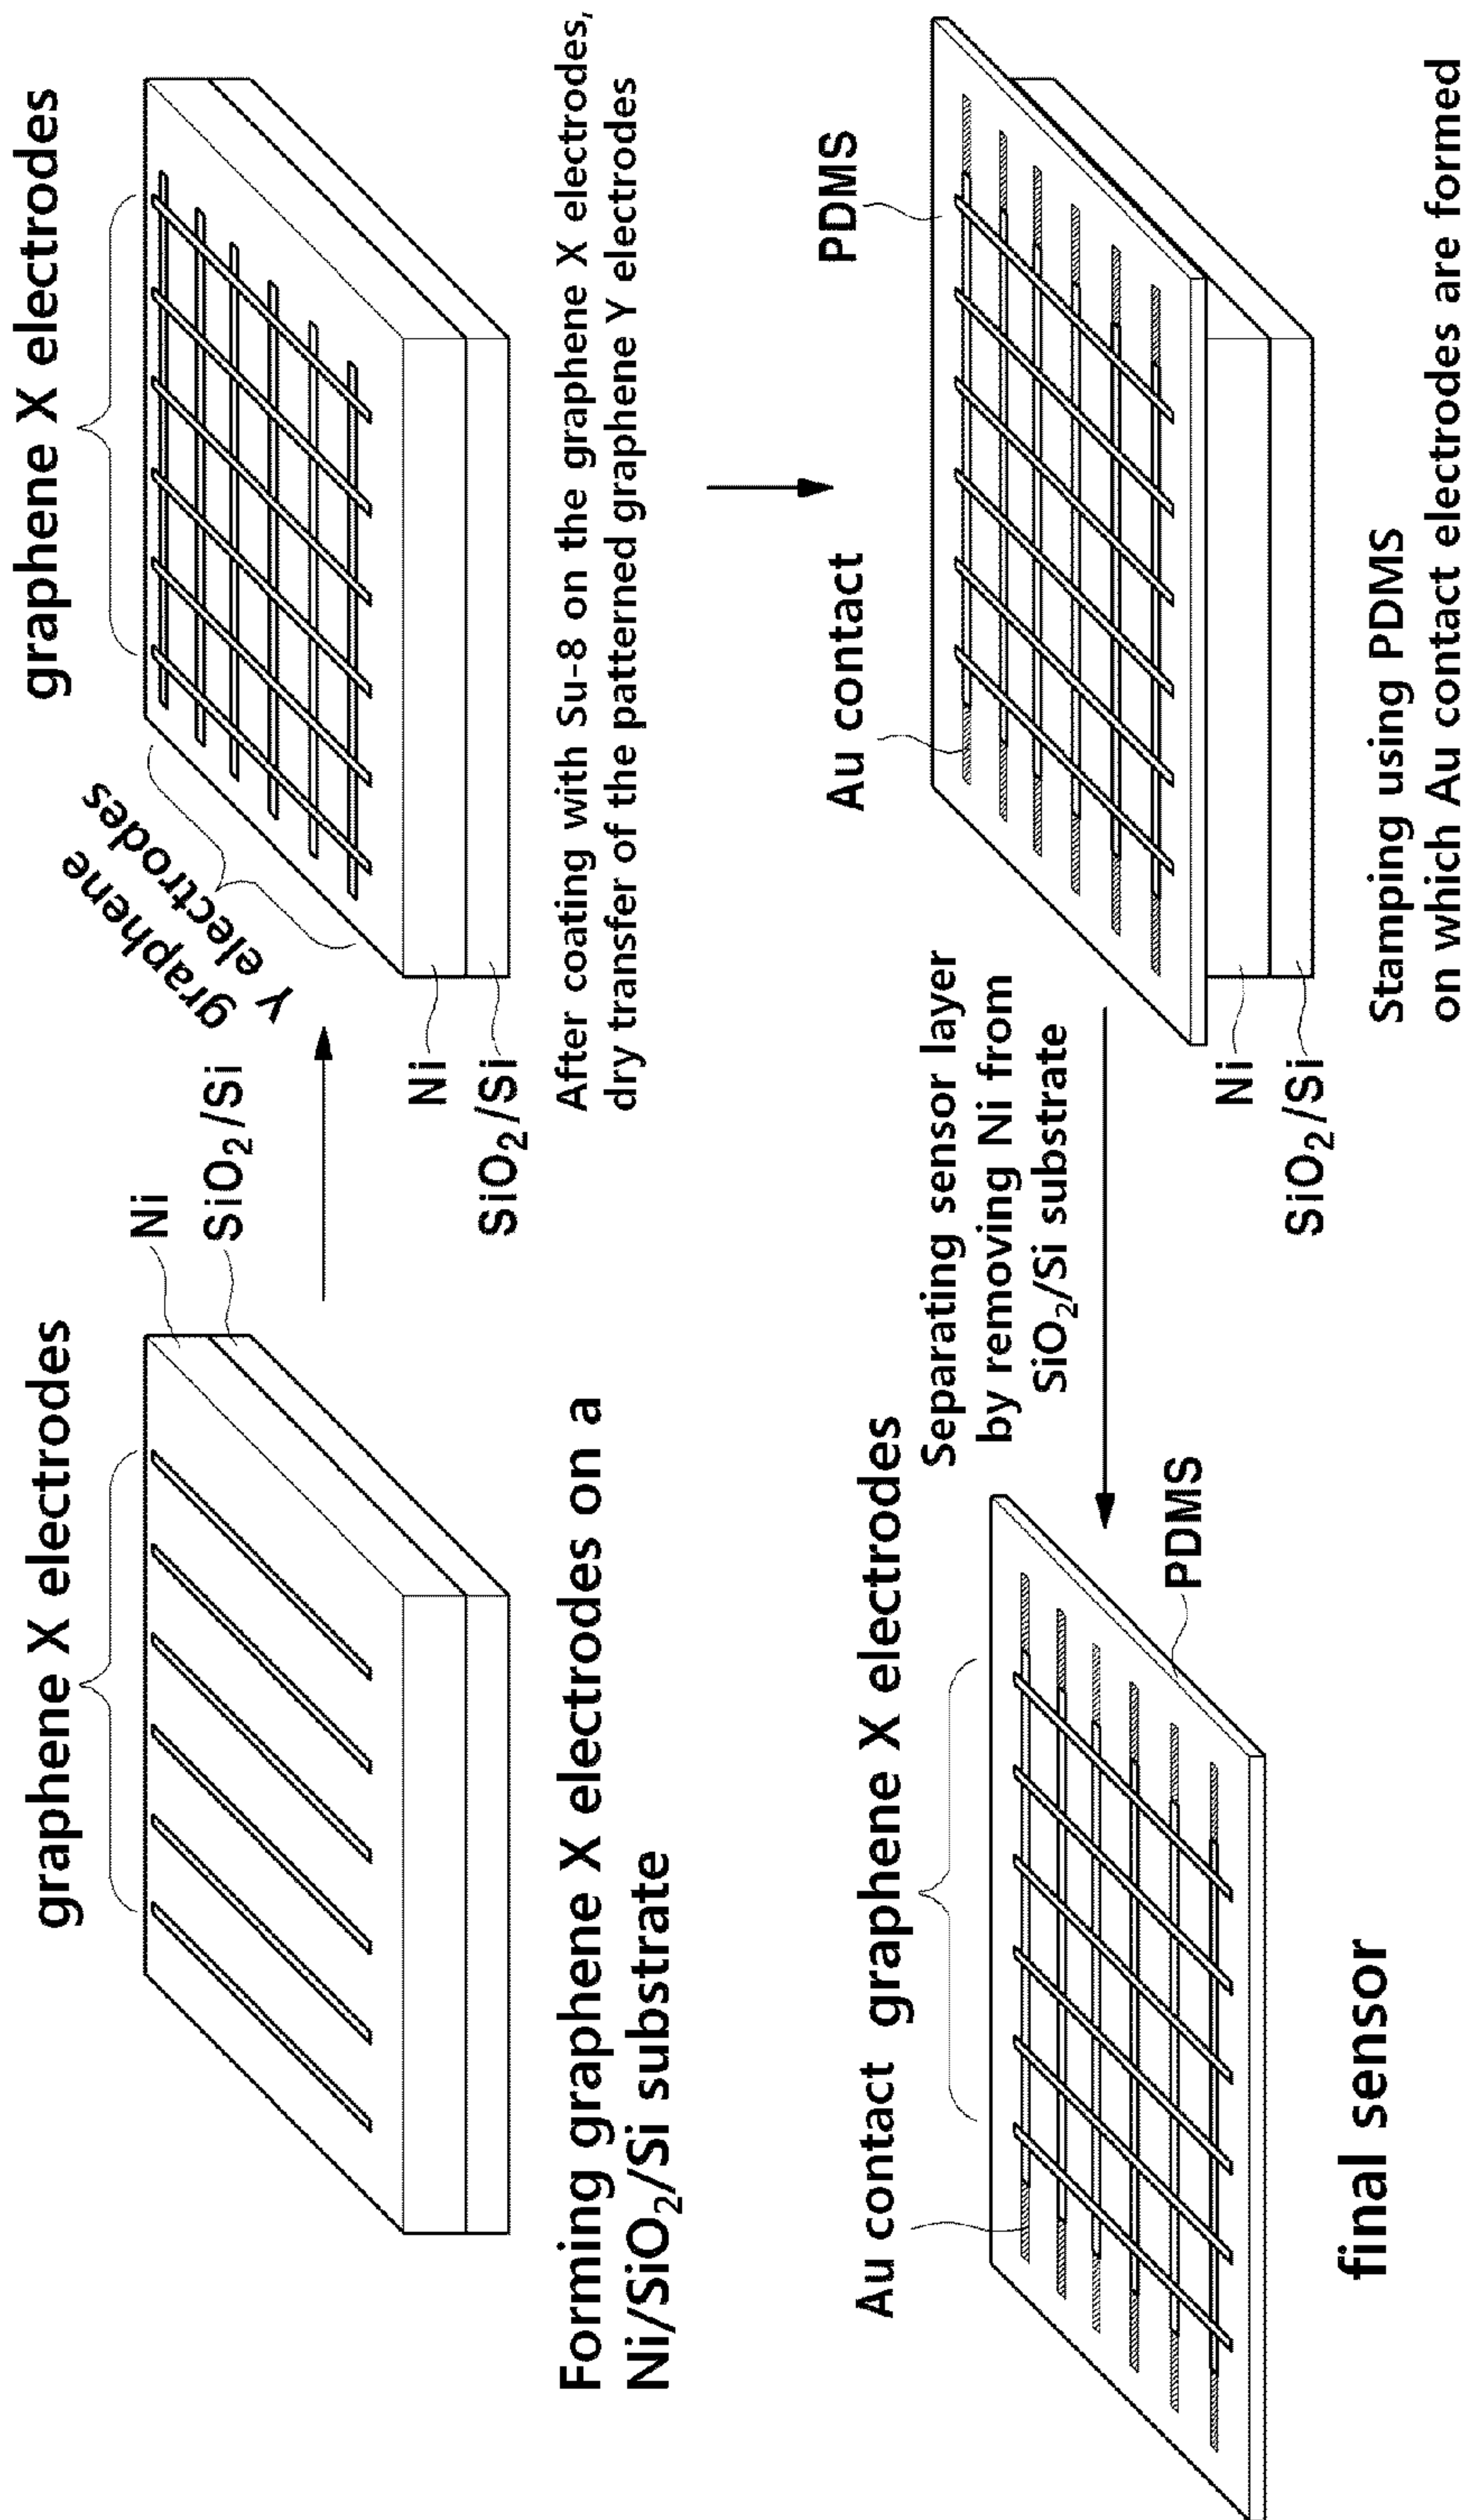 graphene X electrodes
Ni
SiO₂/Si
Forming graphene X electrodes on a
Ni/SiO₂/Si substrate
graphene X electrodes
graphene
Y electrodes
Ni
SiO₂/Si
After coating with Su-8 on the graphene X electrodes,
dry transfer of the patterned graphene Y electrodes
Au contact
PDMS
Ni
SiO₂/Si
Stamping using PDMS
on which Au contact electrodes are formed
Separating sensor layer
by removing Ni from
SiO₂/Si substrate
Au contact
graphene X electrodes
PDMS
final sensor